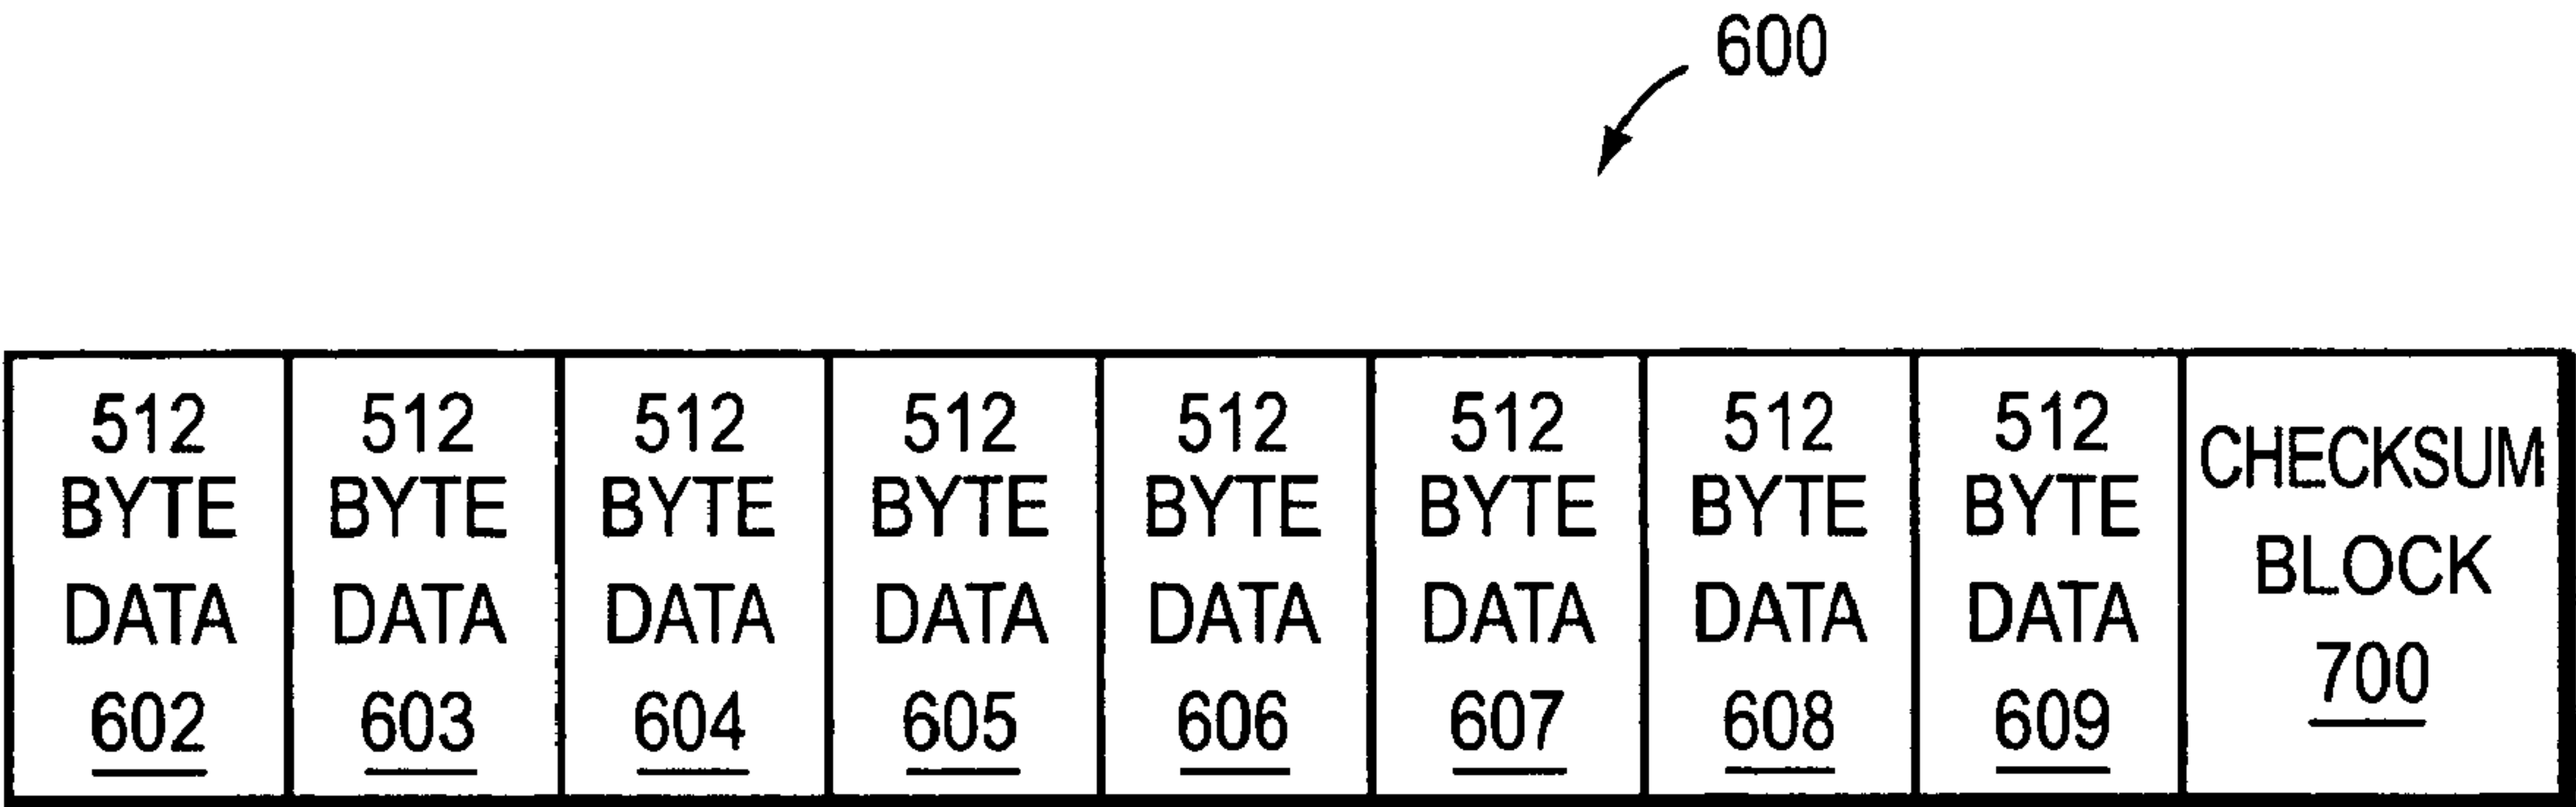 600
512
BYTE
DATA
602
512
BYTE
DATA
603
512
BYTE
DATA
604
512
BYTE
DATA
605
512
BYTE
DATA
606
512
BYTE
DATA
607
512
BYTE
DATA
608
512
BYTE
DATA
609
CHECKSUM
BLOCK
700